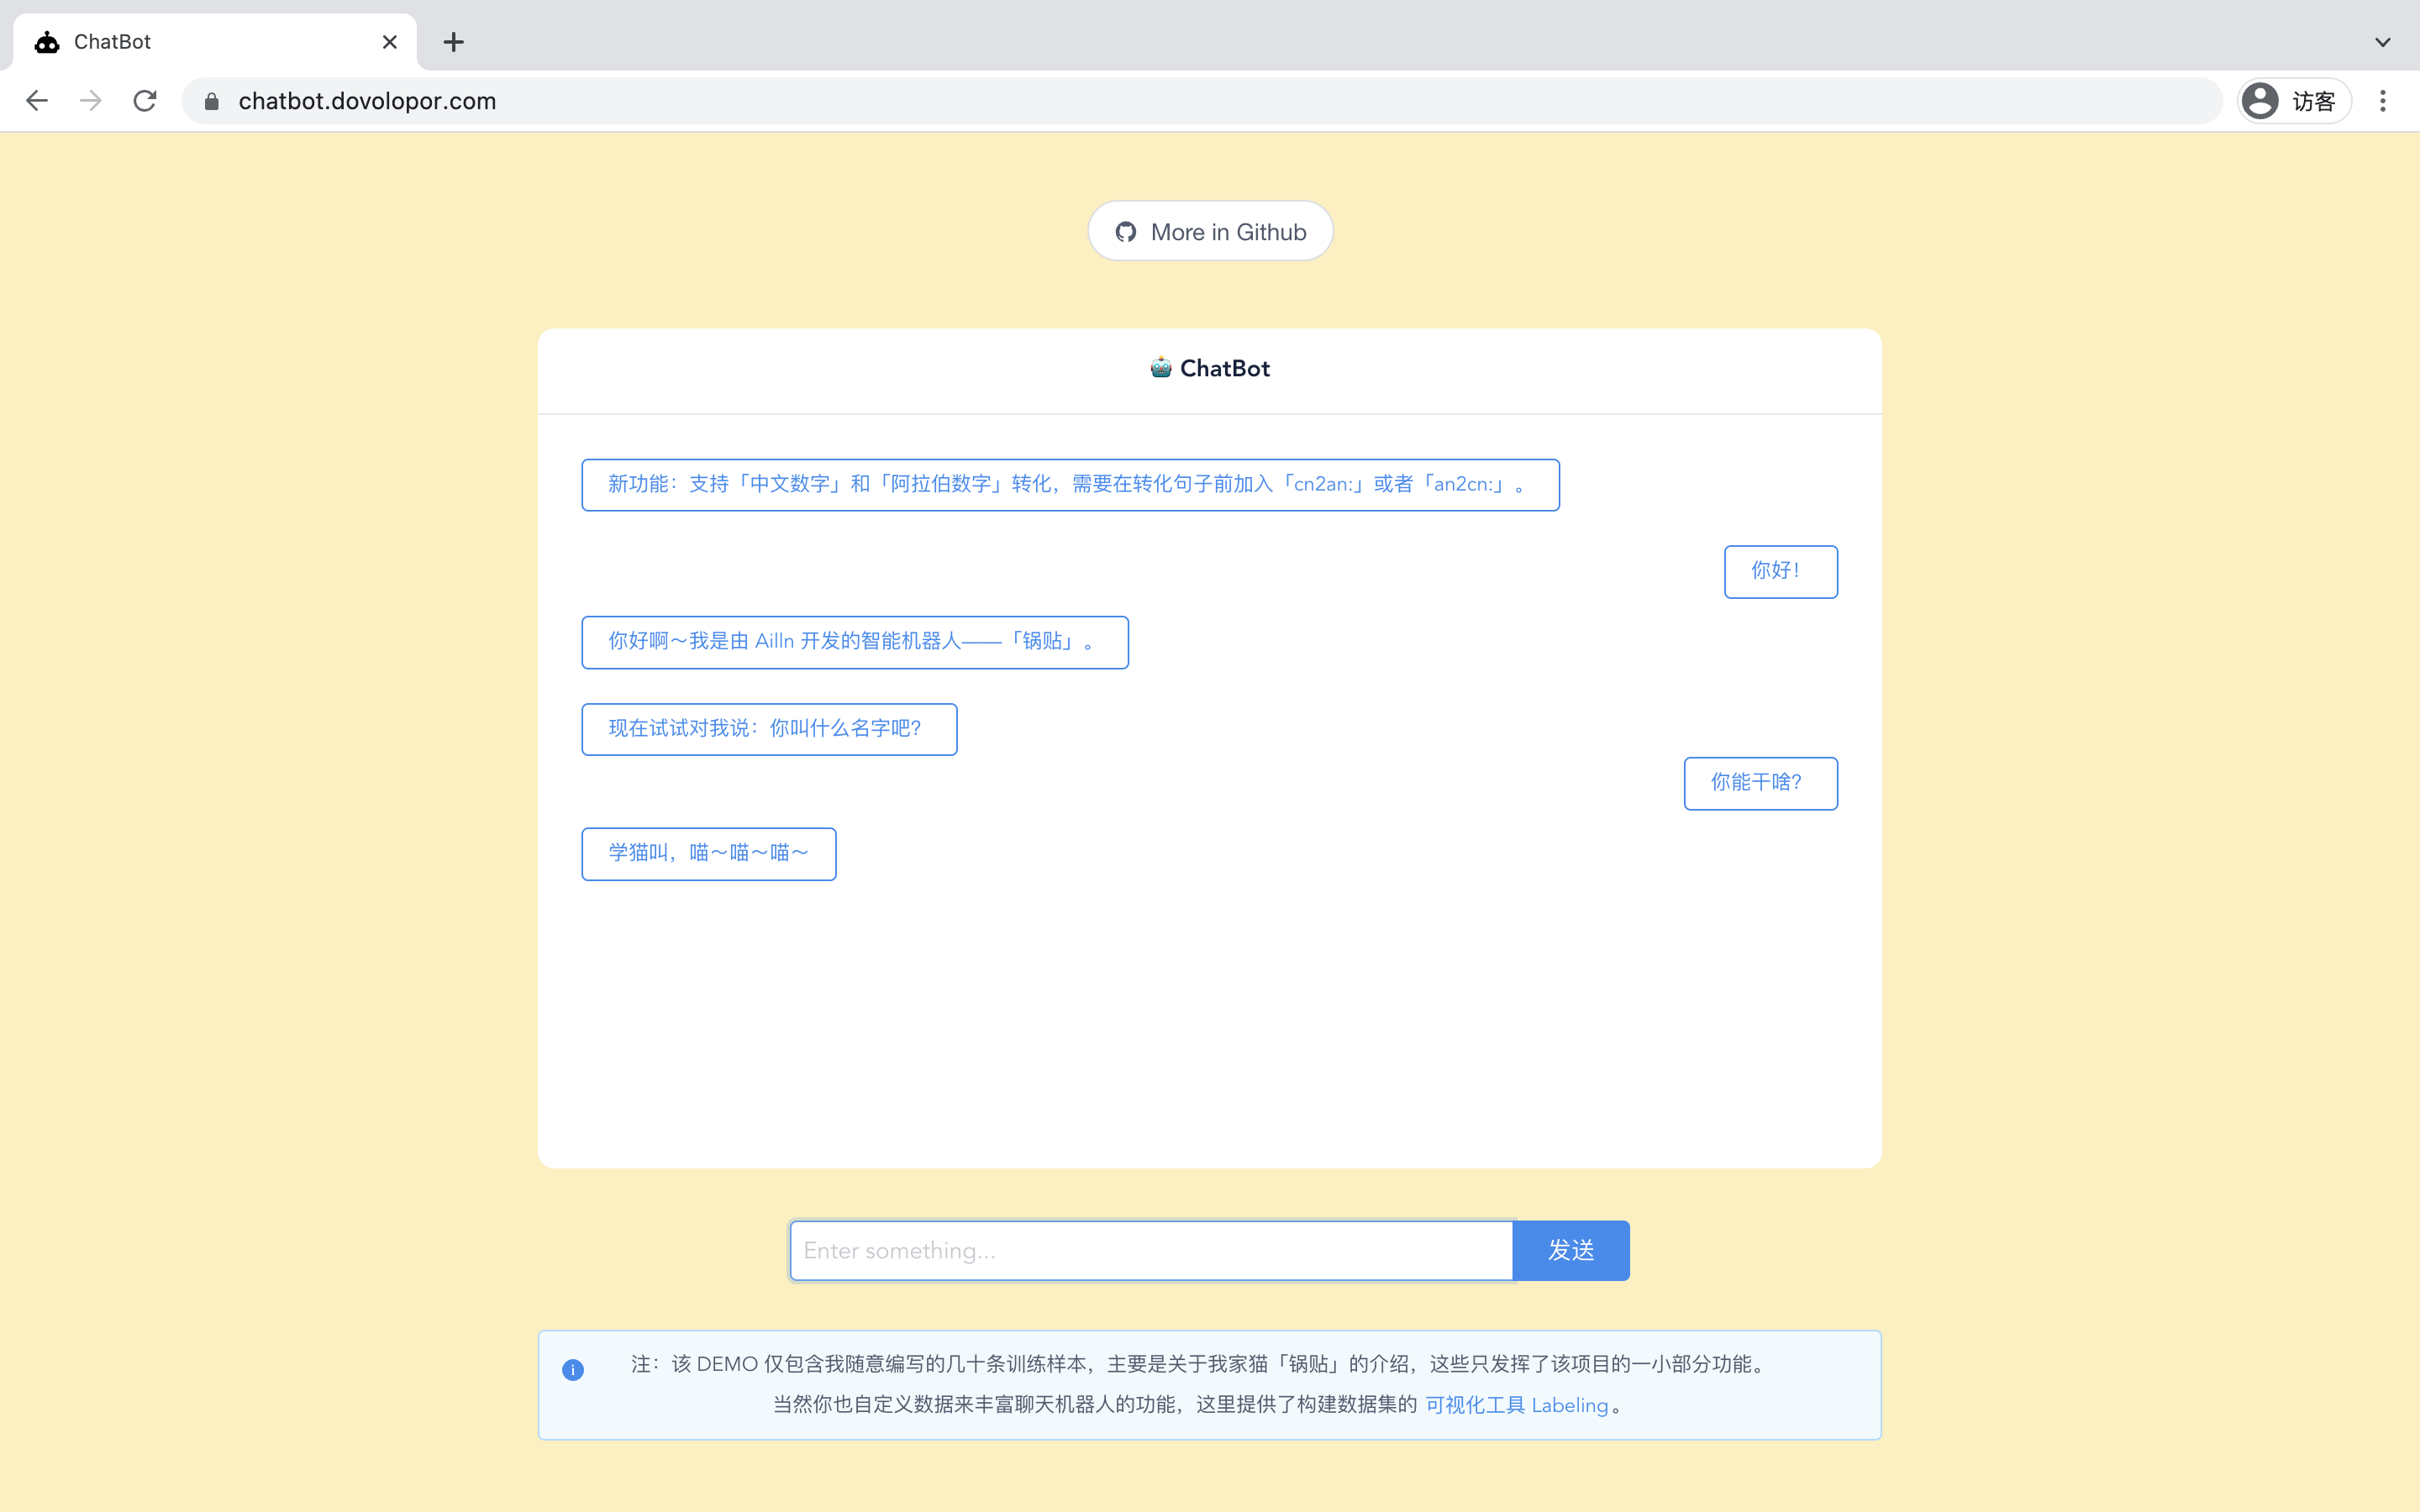 ChatBot
chatbot.dovolopor.com
访客
More in Github
ChatBot
新功能：支持「中文数字」和「阿拉伯数字」转化，需要在转化句子前加入「cn2an:」或者「an2cn:」。
你好！
你好啊～我是由 Ailln 开发的智能机器人——「锅贴」。
现在试试对我说：你叫什么名字吧？
你能干啥？
学猫叫，喵～喵～喵～
Enter something...
发送
注：该 DEMO 仅包含我随意编写的几十条训练样本，主要是关于我家猫「锅贴」的介绍，这些只发挥了该项目的一小部分功能。
当然你也自定义数据来丰富聊天机器人的功能，这里提供了构建数据集的 可视化工具 Labeling。